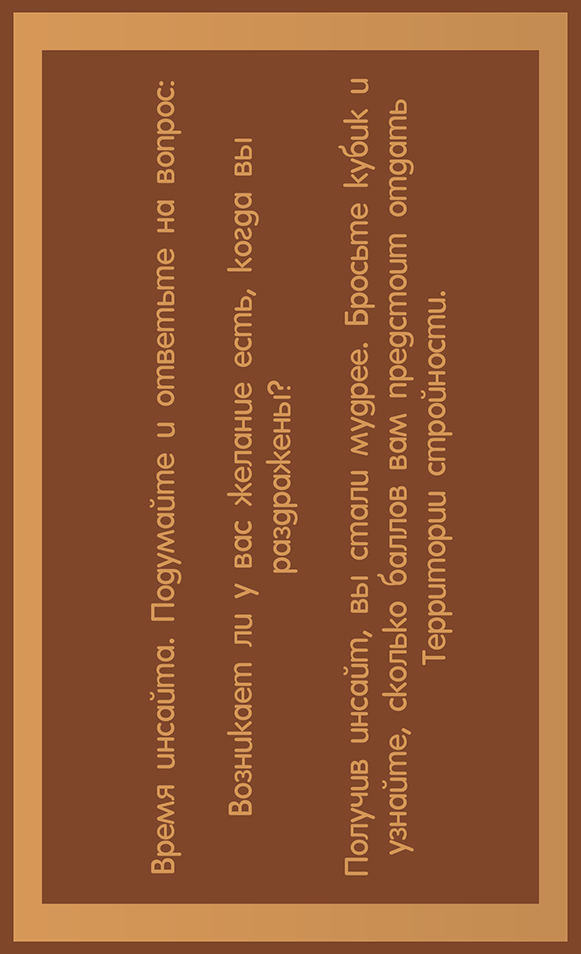 Время инсайта. Подумайте и ответьте на вопрос:
Возникает ли у вас желание есть, когда вы
раздражены?
Получив инсайт, вы стали мудрее. Бросьте кубик и
узнайте, сколько баллов вам предстоит отдать
Территории стройности.